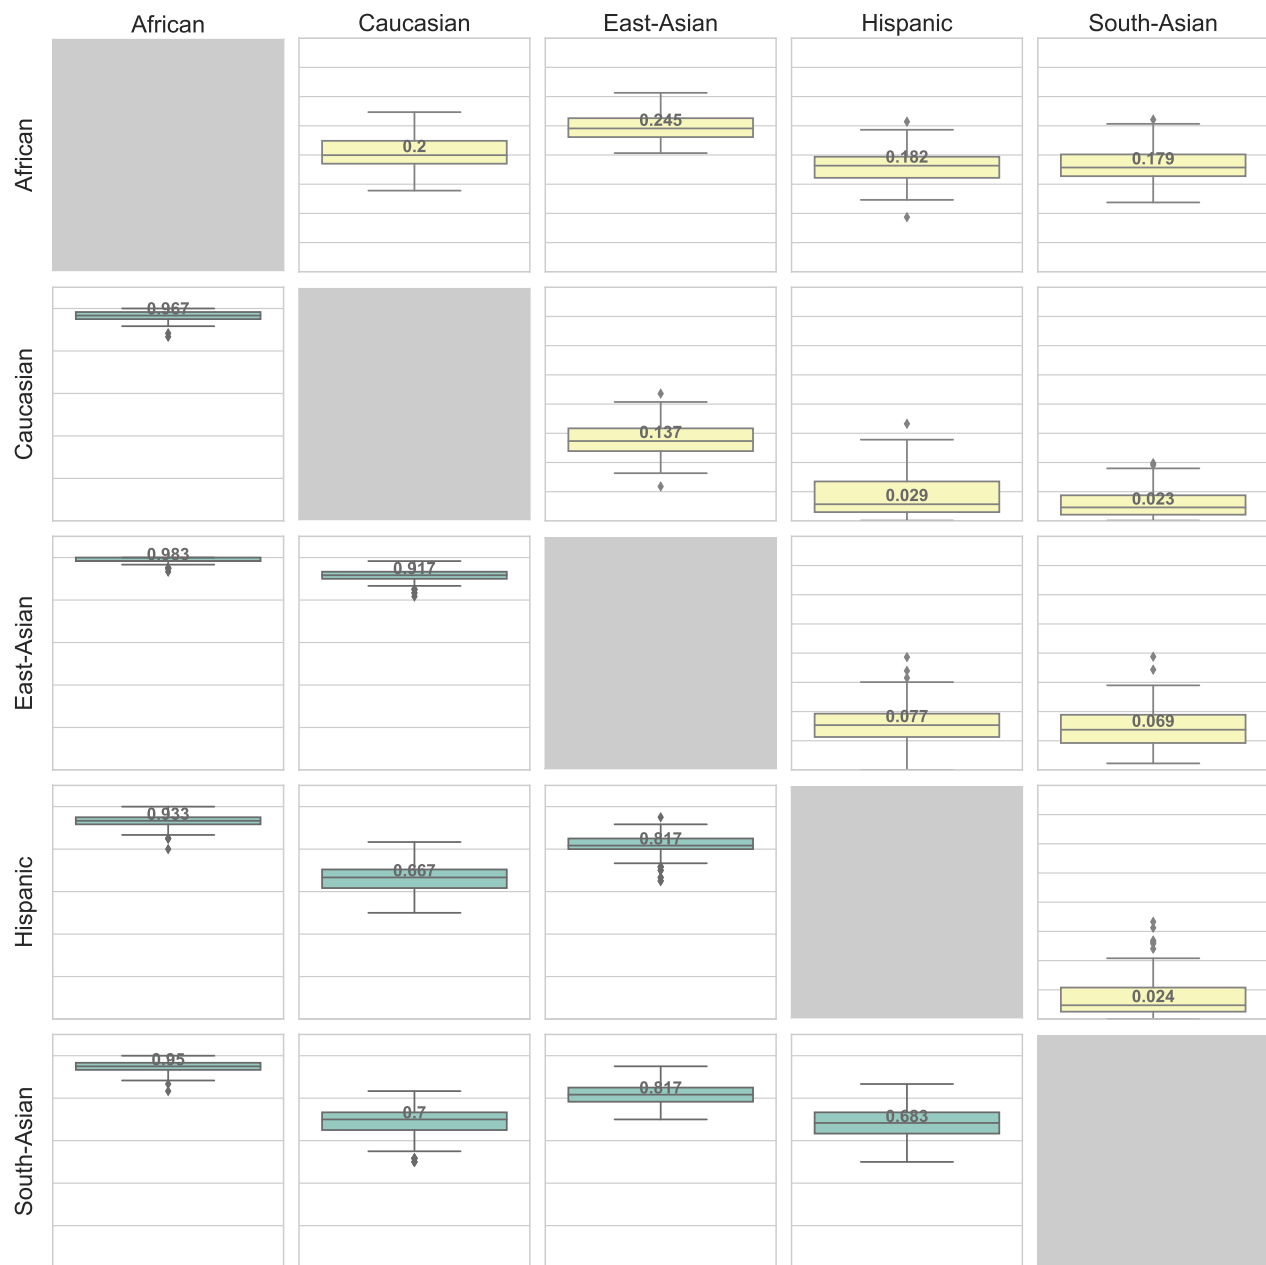 African Caucasian East-Asian Hispanic South-Asian
African 0.2 0.245 0.182 0.179
Caucasian 0.967 0.137 0.029 0.023
East-Asian 0.983 0.917 0.077 0.069
Hispanic 0.933 0.667 0.817 0.024
South-Asian 0.95 0.7 0.817 0.683